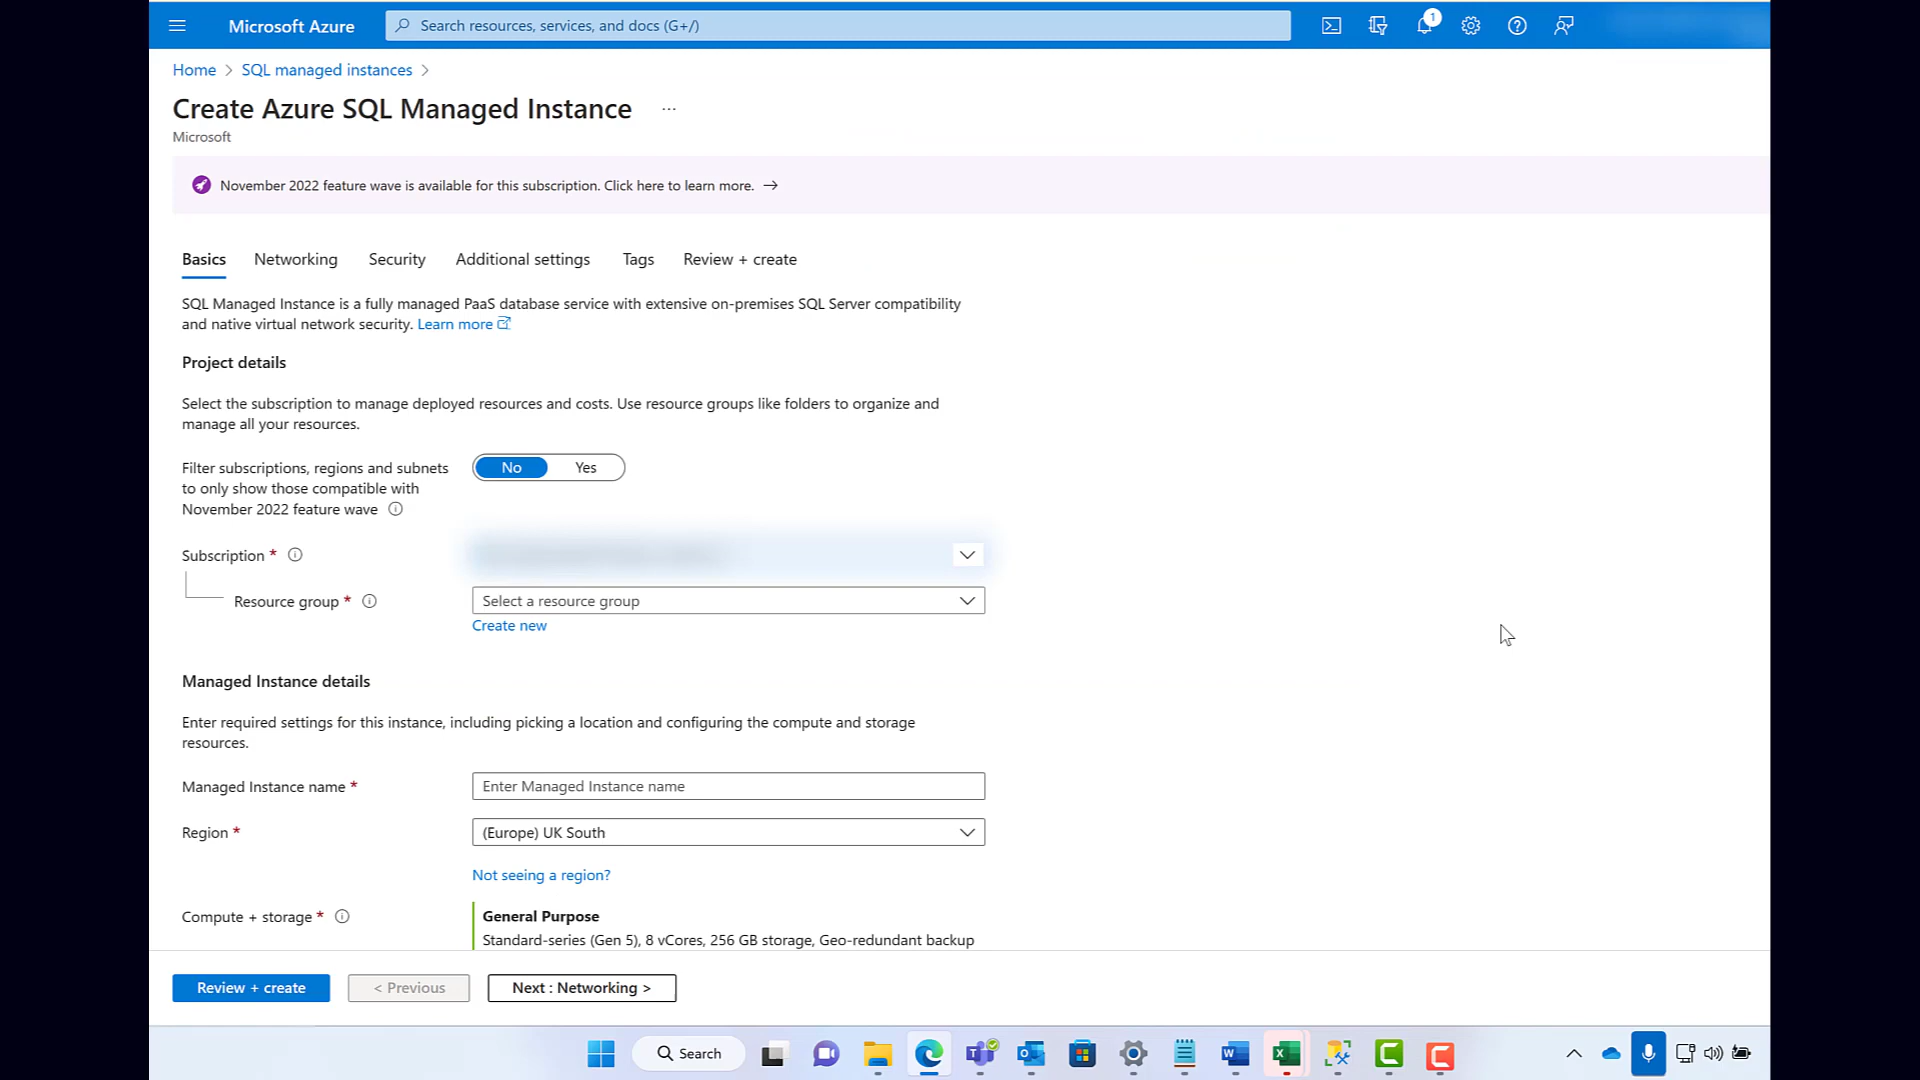 Microsoft Azure
Search resources, services, and docs (G+/)
1
Home > SQL managed instances >
Create Azure SQL Managed Instance ...
Microsoft
November 2022 feature wave is available for this subscription. Click here to learn more. →
Basics Networking Security Additional settings Tags Review + create
SQL Managed Instance is a fully managed PaaS database service with extensive on-premises SQL Server compatibility
and native virtual network security. Learn more
Project details
Select the subscription to manage deployed resources and costs. Use resource groups like folders to organize and
manage all your resources.
Filter subscriptions, regions and subnets
to only show those compatible with
November 2022 feature wave
No Yes
Subscription *
Resource group *
Select a resource group
Create new
Managed Instance details
Enter required settings for this instance, including picking a location and configuring the compute and storage
resources.
Managed Instance name *
Enter Managed Instance name
Region *
(Europe) UK South
Not seeing a region?
Compute + storage *
General Purpose
Standard-series (Gen 5), 8 vCores, 256 GB storage, Geo-redundant backup
Review + create
< Previous
Next : Networking >
Search